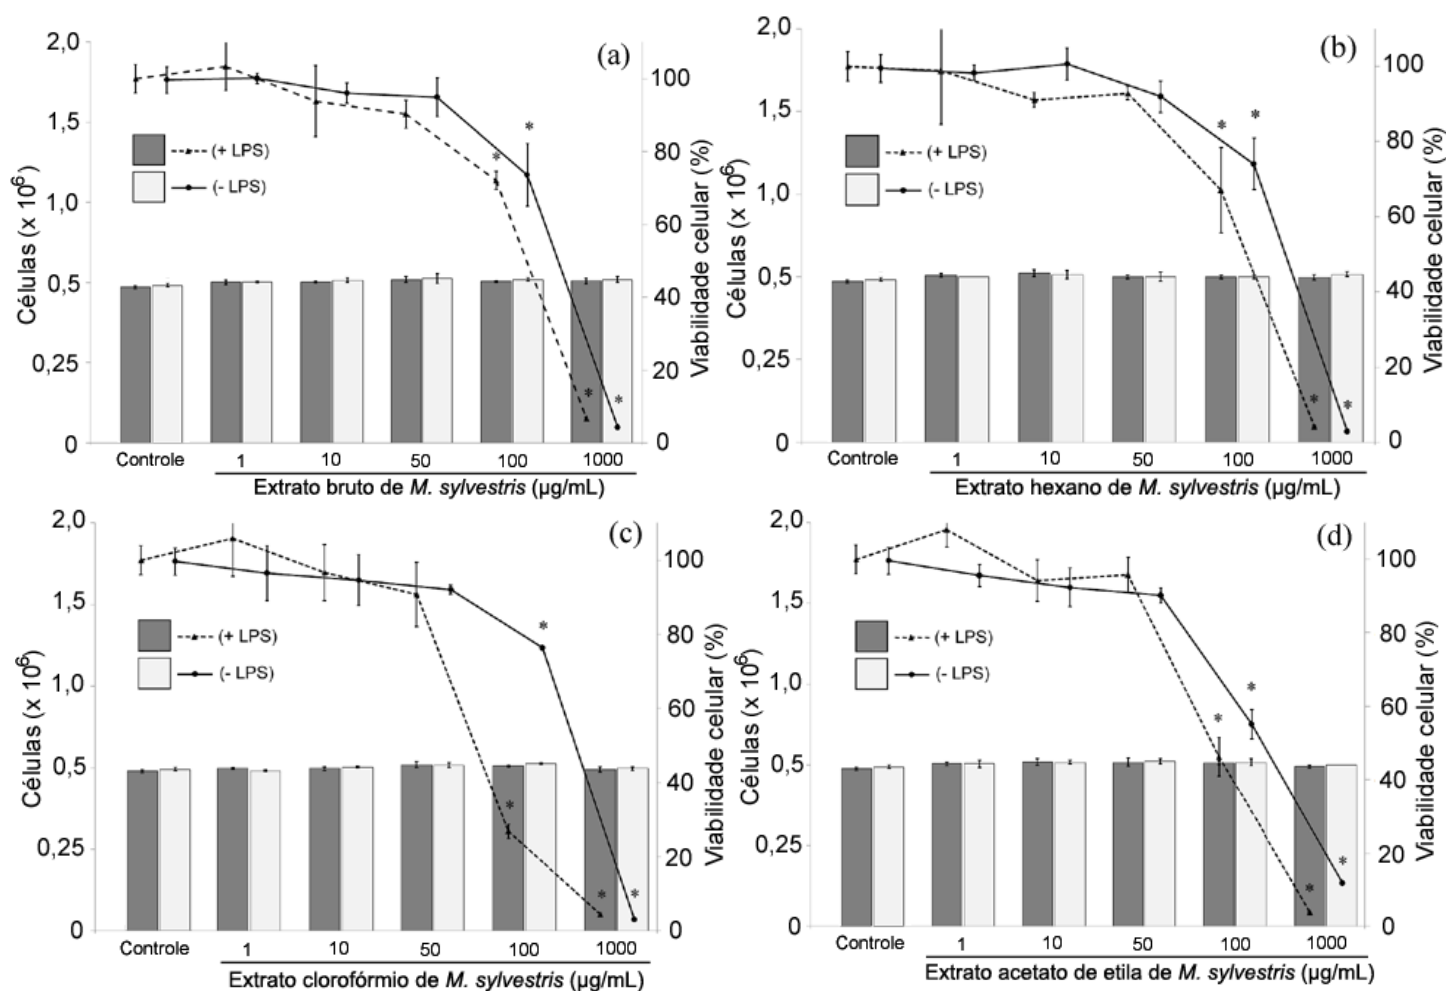 (a)
2,0
1,5
1,0
0,5
0,25
0
Células (x 10⁶)
100
80
60
40
20
0
Viabilidade celular (%)
(+ LPS)
(- LPS)
* * * *
Controle 1 10 50 100 1000
Extrato bruto de M. sylvestris (µg/mL)
(b)
2,0
1,5
1,0
0,5
0,25
0
Células (x 10⁶)
100
80
60
40
20
0
Viabilidade celular (%)
(+ LPS)
(- LPS)
* * * *
Controle 1 10 50 100 1000
Extrato hexano de M. sylvestris (µg/mL)
(c)
2,0
1,5
1,0
0,5
0,25
0
Células (x 10⁶)
100
80
60
40
20
0
Viabilidade celular (%)
(+ LPS)
(- LPS)
* * * *
Controle 1 10 50 100 1000
Extrato clorofórmio de M. sylvestris (µg/mL)
(d)
2,0
1,5
1,0
0,5
0,25
0
Células (x 10⁶)
100
80
60
40
20
0
Viabilidade celular (%)
(+ LPS)
(- LPS)
* * * *
Controle 1 10 50 100 1000
Extrato acetato de etila de M. sylvestris (µg/mL)